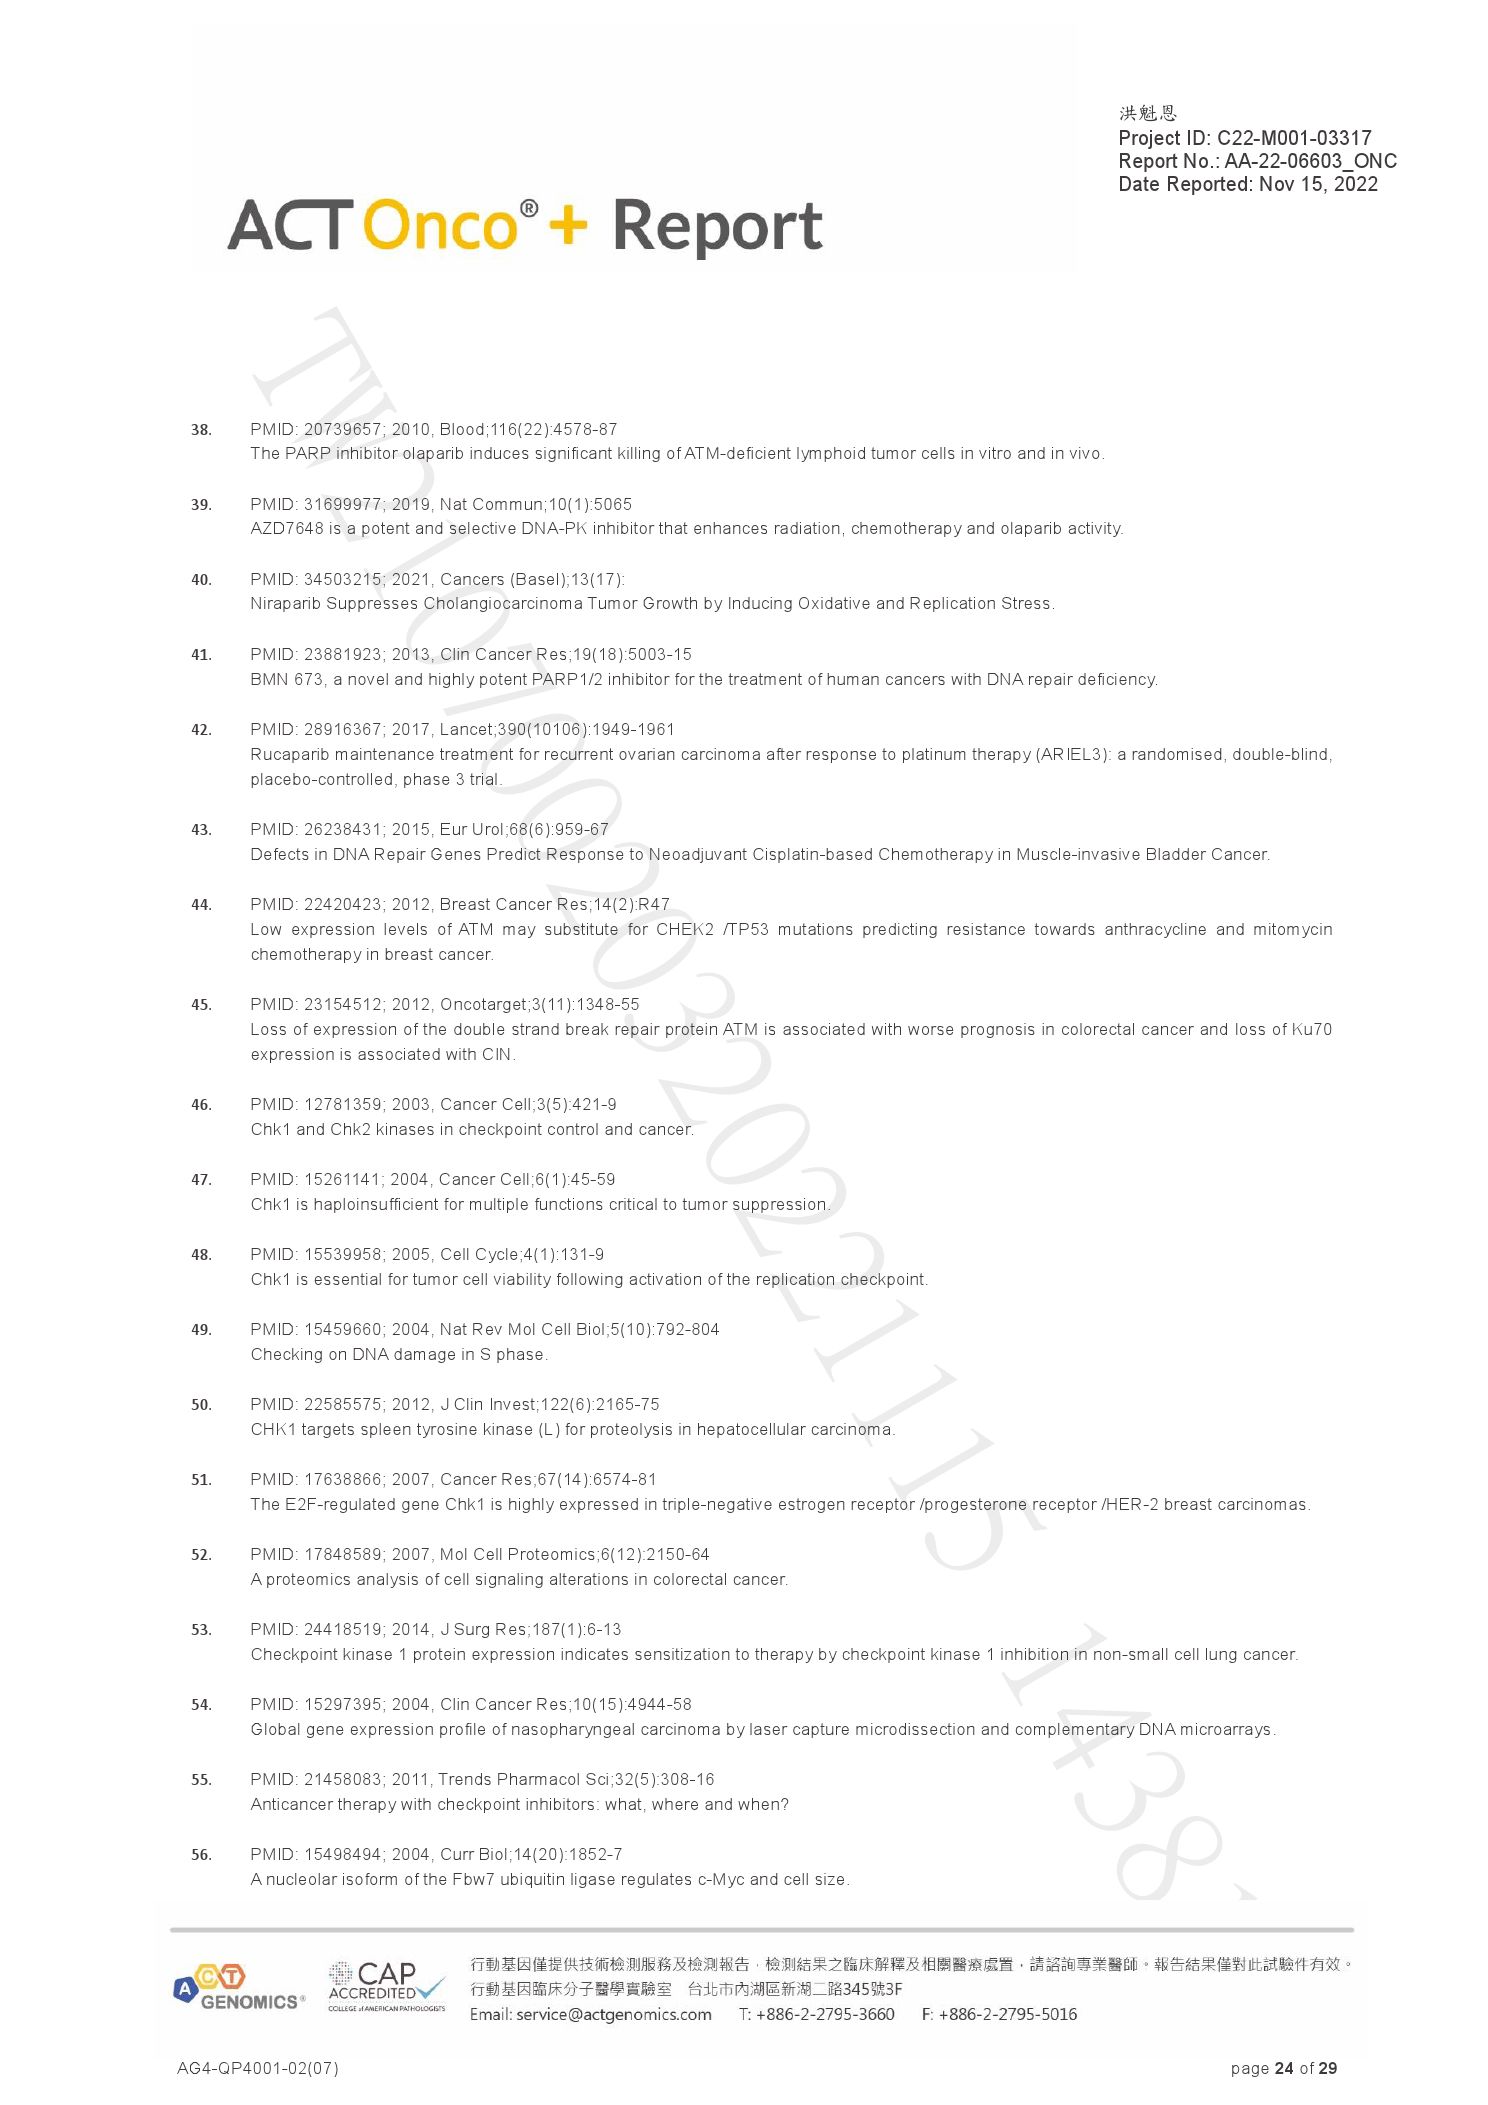 洪魁恩
Project ID: C22-M001-03317
Report No.: AA-22-06603_ONC
Date Reported: Nov 15, 2022
ACTOnco®+ Report
38. PMID: 20739657; 2010, Blood;116(22):4578-87
The PARP inhibitor olaparib induces significant killing of ATM-deficient lymphoid tumor cells in vitro and in vivo.
39. PMID: 31699977; 2019, Nat Commun;10(1):5065
AZD7648 is a potent and selective DNA-PK inhibitor that enhances radiation, chemotherapy and olaparib activity.
40. PMID: 34503215; 2021, Cancers (Basel);13(17):
Niraparib Suppresses Cholangiocarcinoma Tumor Growth by Inducing Oxidative and Replication Stress.
41. PMID: 23881923; 2013, Clin Cancer Res;19(18):5003-15
BMN 673, a novel and highly potent PARP1/2 inhibitor for the treatment of human cancers with DNA repair deficiency.
42. PMID: 28916367; 2017, Lancet;390(10106):1949-1961
Rucaparib maintenance treatment for recurrent ovarian carcinoma after response to platinum therapy (ARIEL3): a randomised, double-blind,
placebo-controlled, phase 3 trial.
43. PMID: 26238431; 2015, Eur Urol;68(6):959-67
Defects in DNA Repair Genes Predict Response to Neoadjuvant Cisplatin-based Chemotherapy in Muscle-invasive Bladder Cancer.
44. PMID: 22420423; 2012, Breast Cancer Res;14(2):R47
Low expression levels of ATM may substitute for CHEK2 /TP53 mutations predicting resistance towards anthracycline and mitomycin
chemotherapy in breast cancer.
45. PMID: 23154512; 2012, Oncotarget;3(11):1348-55
Loss of expression of the double strand break repair protein ATM is associated with worse prognosis in colorectal cancer and loss of Ku70
expression is associated with CIN.
46. PMID: 12781359; 2003, Cancer Cell;3(5):421-9
Chk1 and Chk2 kinases in checkpoint control and cancer.
47. PMID: 15261141; 2004, Cancer Cell;6(1):45-59
Chk1 is haploinsufficient for multiple functions critical to tumor suppression.
48. PMID: 15539958; 2005, Cell Cycle;4(1):131-9
Chk1 is essential for tumor cell viability following activation of the replication checkpoint.
49. PMID: 15459660; 2004, Nat Rev Mol Cell Biol;5(10):792-804
Checking on DNA damage in S phase.
50. PMID: 22585575; 2012, J Clin Invest;122(6):2165-75
CHK1 targets spleen tyrosine kinase (L) for proteolysis in hepatocellular carcinoma.
51. PMID: 17638866; 2007, Cancer Res;67(14):6574-81
The E2F-regulated gene Chk1 is highly expressed in triple-negative estrogen receptor /progesterone receptor /HER-2 breast carcinomas.
52. PMID: 17848589; 2007, Mol Cell Proteomics;6(12):2150-64
A proteomics analysis of cell signaling alterations in colorectal cancer.
53. PMID: 24418519; 2014, J Surg Res;187(1):6-13
Checkpoint kinase 1 protein expression indicates sensitization to therapy by checkpoint kinase 1 inhibition in non-small cell lung cancer.
54. PMID: 15297395; 2004, Clin Cancer Res;10(15):4944-58
Global gene expression profile of nasopharyngeal carcinoma by laser capture microdissection and complementary DNA microarrays.
55. PMID: 21458083; 2011, Trends Pharmacol Sci;32(5):308-16
Anticancer therapy with checkpoint inhibitors: what, where and when?
56. PMID: 15498494; 2004, Curr Biol;14(20):1852-7
A nucleolar isoform of the Fbw7 ubiquitin ligase regulates c-Myc and cell size.
ACT GENOMICS®
CAP ACCREDITED
COLLEGE of AMERICAN PATHOLOGISTS
行動基因僅提供技術檢測服務及檢測報告，檢測結果之臨床解釋及相關醫療處置，請諮詢專業醫師。報告結果僅對此試驗件有效。
行動基因臨床分子醫學實驗室 台北市內湖區新湖二路345號3F
Email: service@actgenomics.com T: +886-2-2795-3660 F: +886-2-2795-5016
AG4-QP4001-02(07)
page 24 of 29